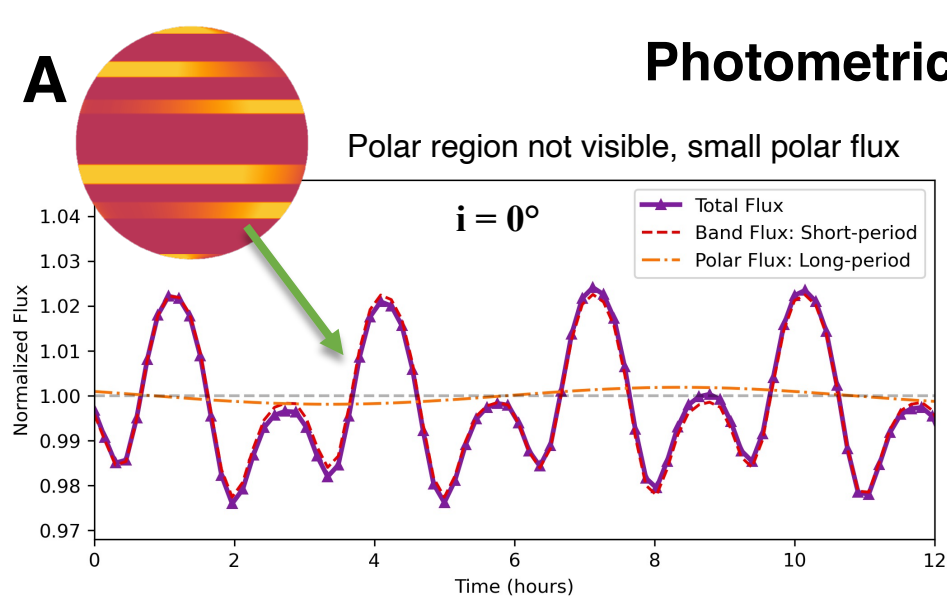 A
Photometric
Polar region not visible, small polar flux
i = 0°
Total Flux
Band Flux: Short-period
Polar Flux: Long-period
Normalized Flux
1.04
1.03
1.02
1.01
1.00
0.99
0.98
0.97
0
2
4
6
8
10
12
Time (hours)